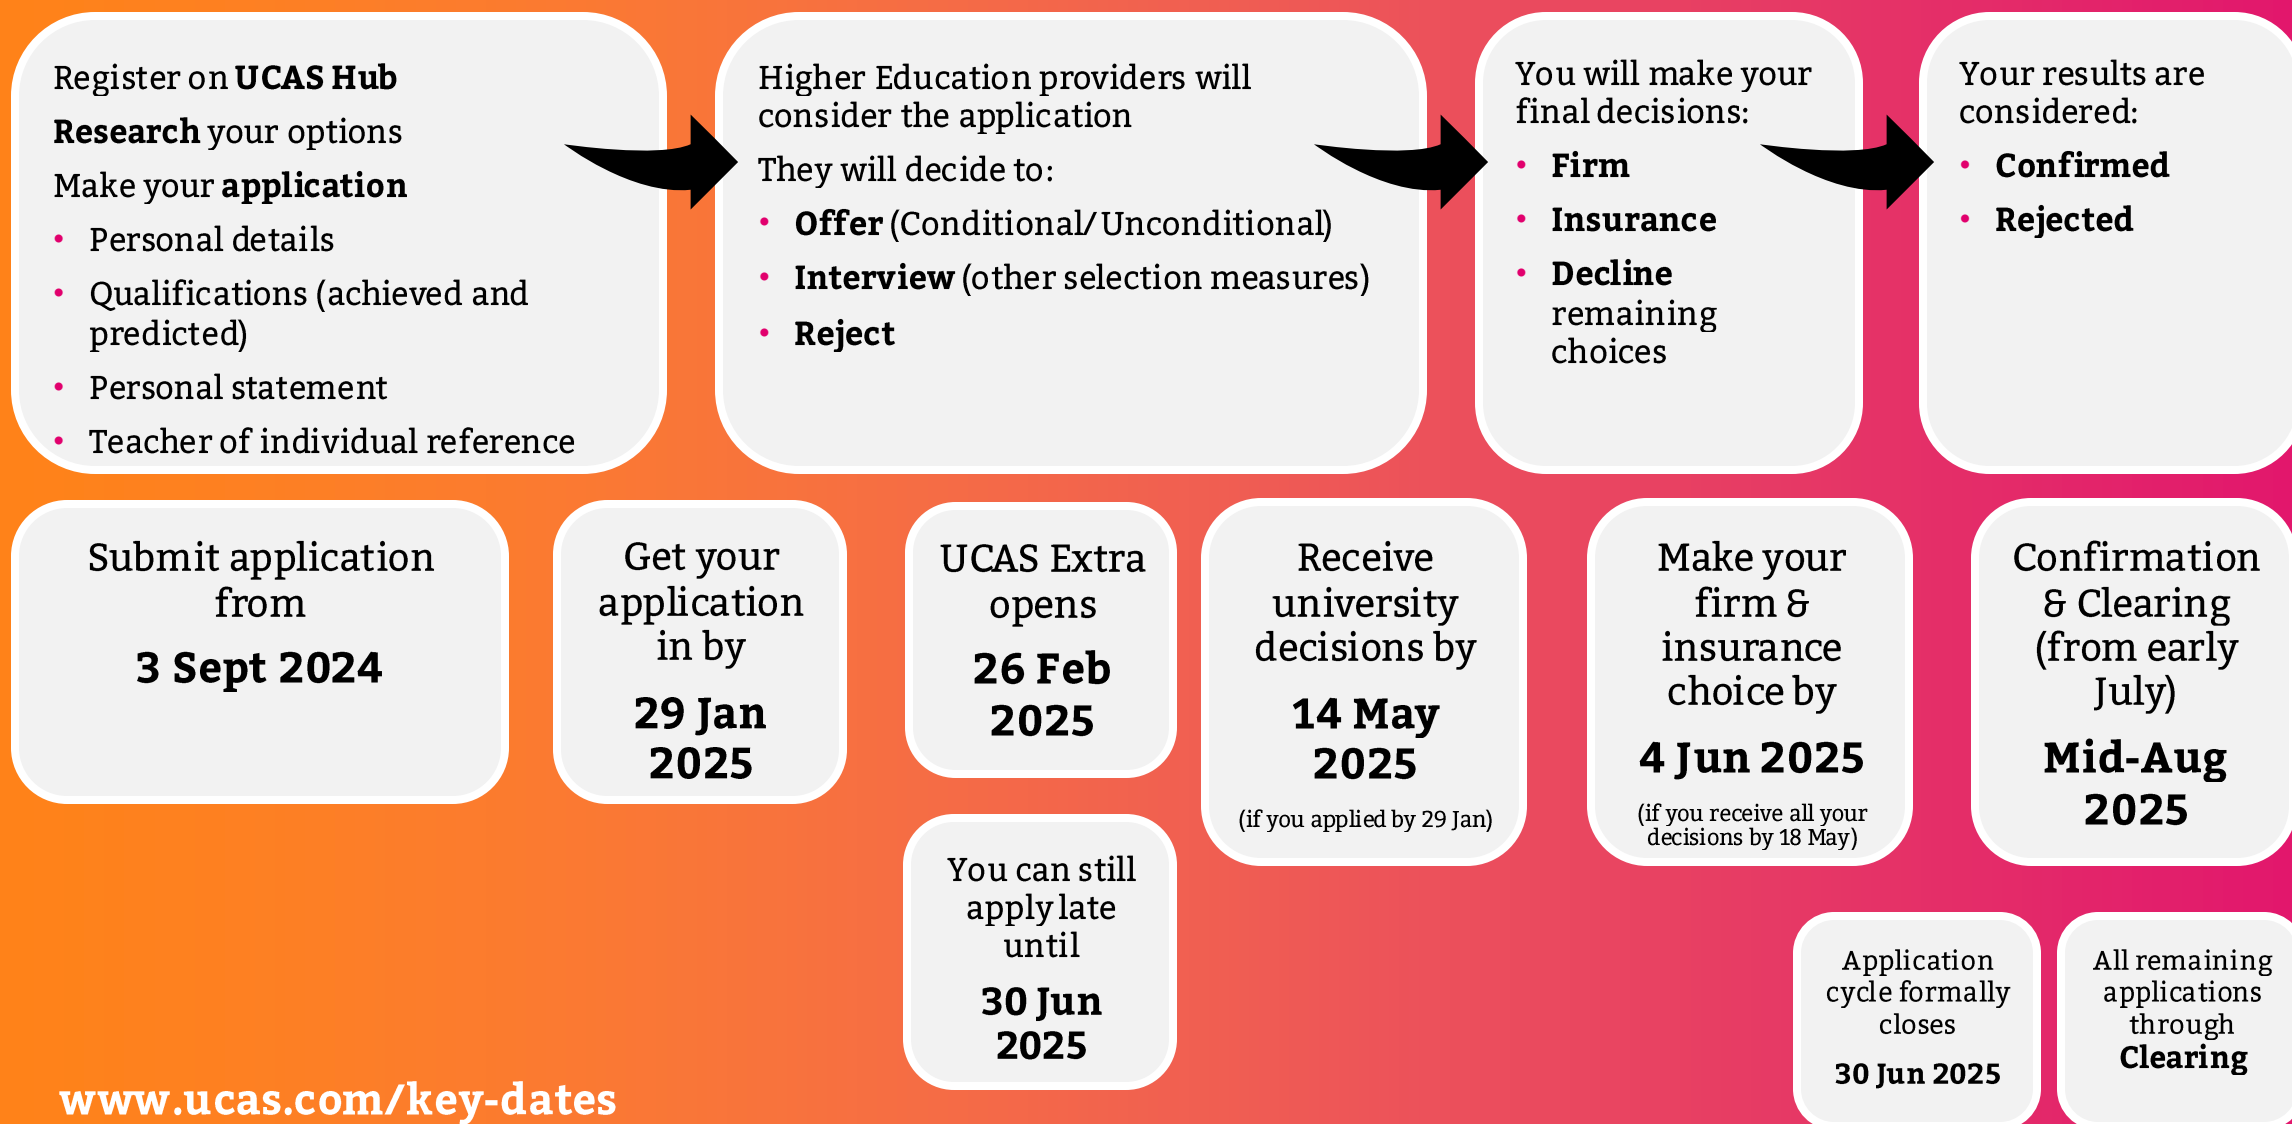 Register on UCAS Hub
Research your options
Make your application
• Personal details
• Qualifications (achieved and
predicted)
• Personal statement
• Teacher of individual reference
Higher Education providers will
consider the application
They will decide to:
• Offer (Conditional/Unconditional)
• Interview (other selection measures)
• Reject
You will make your
final decisions:
• Firm
• Insurance
• Decline
remaining
choices
Your results are
considered:
• Confirmed
• Rejected
Submit application
from
3 Sept 2024
Get your
application
in by
29 Jan
2025
UCAS Extra
opens
26 Feb
2025
You can still
apply late
until
30 Jun
2025
Receive
university
decisions by
14 May
2025
(if you applied by 29 Jan)
Make your
firm &
insurance
choice by
4 Jun 2025
(if you receive all your
decisions by 18 May)
Confirmation
& Clearing
(from early
July)
Mid-Aug
2025
Application
cycle formally
closes
30 Jun 2025
All remaining
applications
through
Clearing
www.ucas.com/key-dates